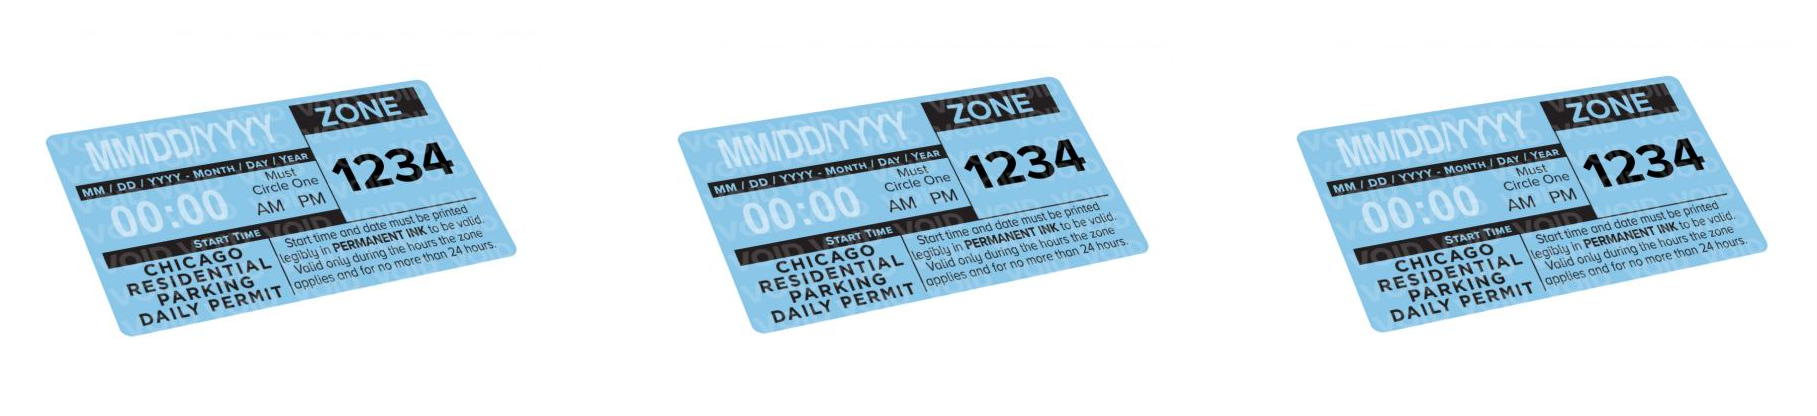 MM/DD/YYYY
MM / DD / YYYY - MONTH / DAY / YEAR
00:00
Must
Circle One
AM PM
START TIME
ZONE
1234
CHICAGO
RESIDENTIAL
PARKING
DAILY PERMIT
Start time and date must be printed
legibly in PERMANENT INK to be valid.
Valid only during the hours the zone
applies and for no more than 24 hours.
VOID VOID
MM/DD/YYYY
MM / DD / YYYY - MONTH / DAY / YEAR
00:00
Must
Circle One
AM PM
START TIME
ZONE
1234
CHICAGO
RESIDENTIAL
PARKING
DAILY PERMIT
Start time and date must be printed
legibly in PERMANENT INK to be valid.
Valid only during the hours the zone
applies and for no more than 24 hours.
VOID VOID
MM/DD/YYYY
MM / DD / YYYY - MONTH / DAY / YEAR
00:00
Must
Circle One
AM PM
START TIME
ZONE
1234
CHICAGO
RESIDENTIAL
PARKING
DAILY PERMIT
Start time and date must be printed
legibly in PERMANENT INK to be valid.
Valid only during the hours the zone
applies and for no more than 24 hours.
VOID VOID